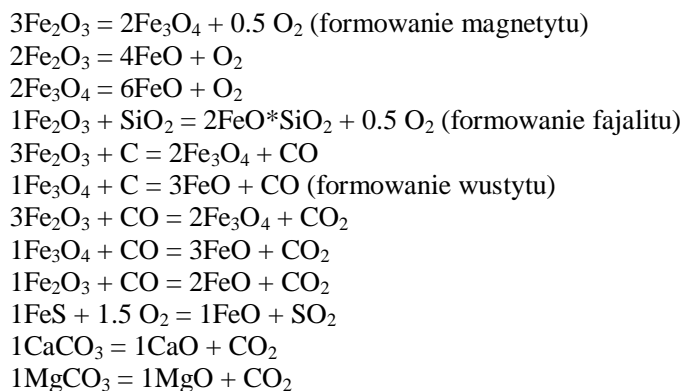 3Fe₂O₃ = 2Fe₃O₄ + 0.5 O₂ (formowanie magnetytu)
2Fe₂O₃ = 4FeO + O₂
2Fe₃O₄ = 6FeO + O₂
1Fe₂O₃ + SiO₂ = 2FeO*SiO₂ + 0.5 O₂ (formowanie fajalitu)
3Fe₂O₃ + C = 2Fe₃O₄ + CO
1Fe₃O₄ + C = 3FeO + CO (formowanie wustytu)
3Fe₂O₃ + CO = 2Fe₃O₄ + CO₂
1Fe₃O₄ + CO = 3FeO + CO₂
1Fe₂O₃ + CO = 2FeO + CO₂
1FeS + 1.5 O₂ = 1FeO + SO₂
1CaCO₃ = 1CaO + CO₂
1MgCO₃ = 1MgO + CO₂